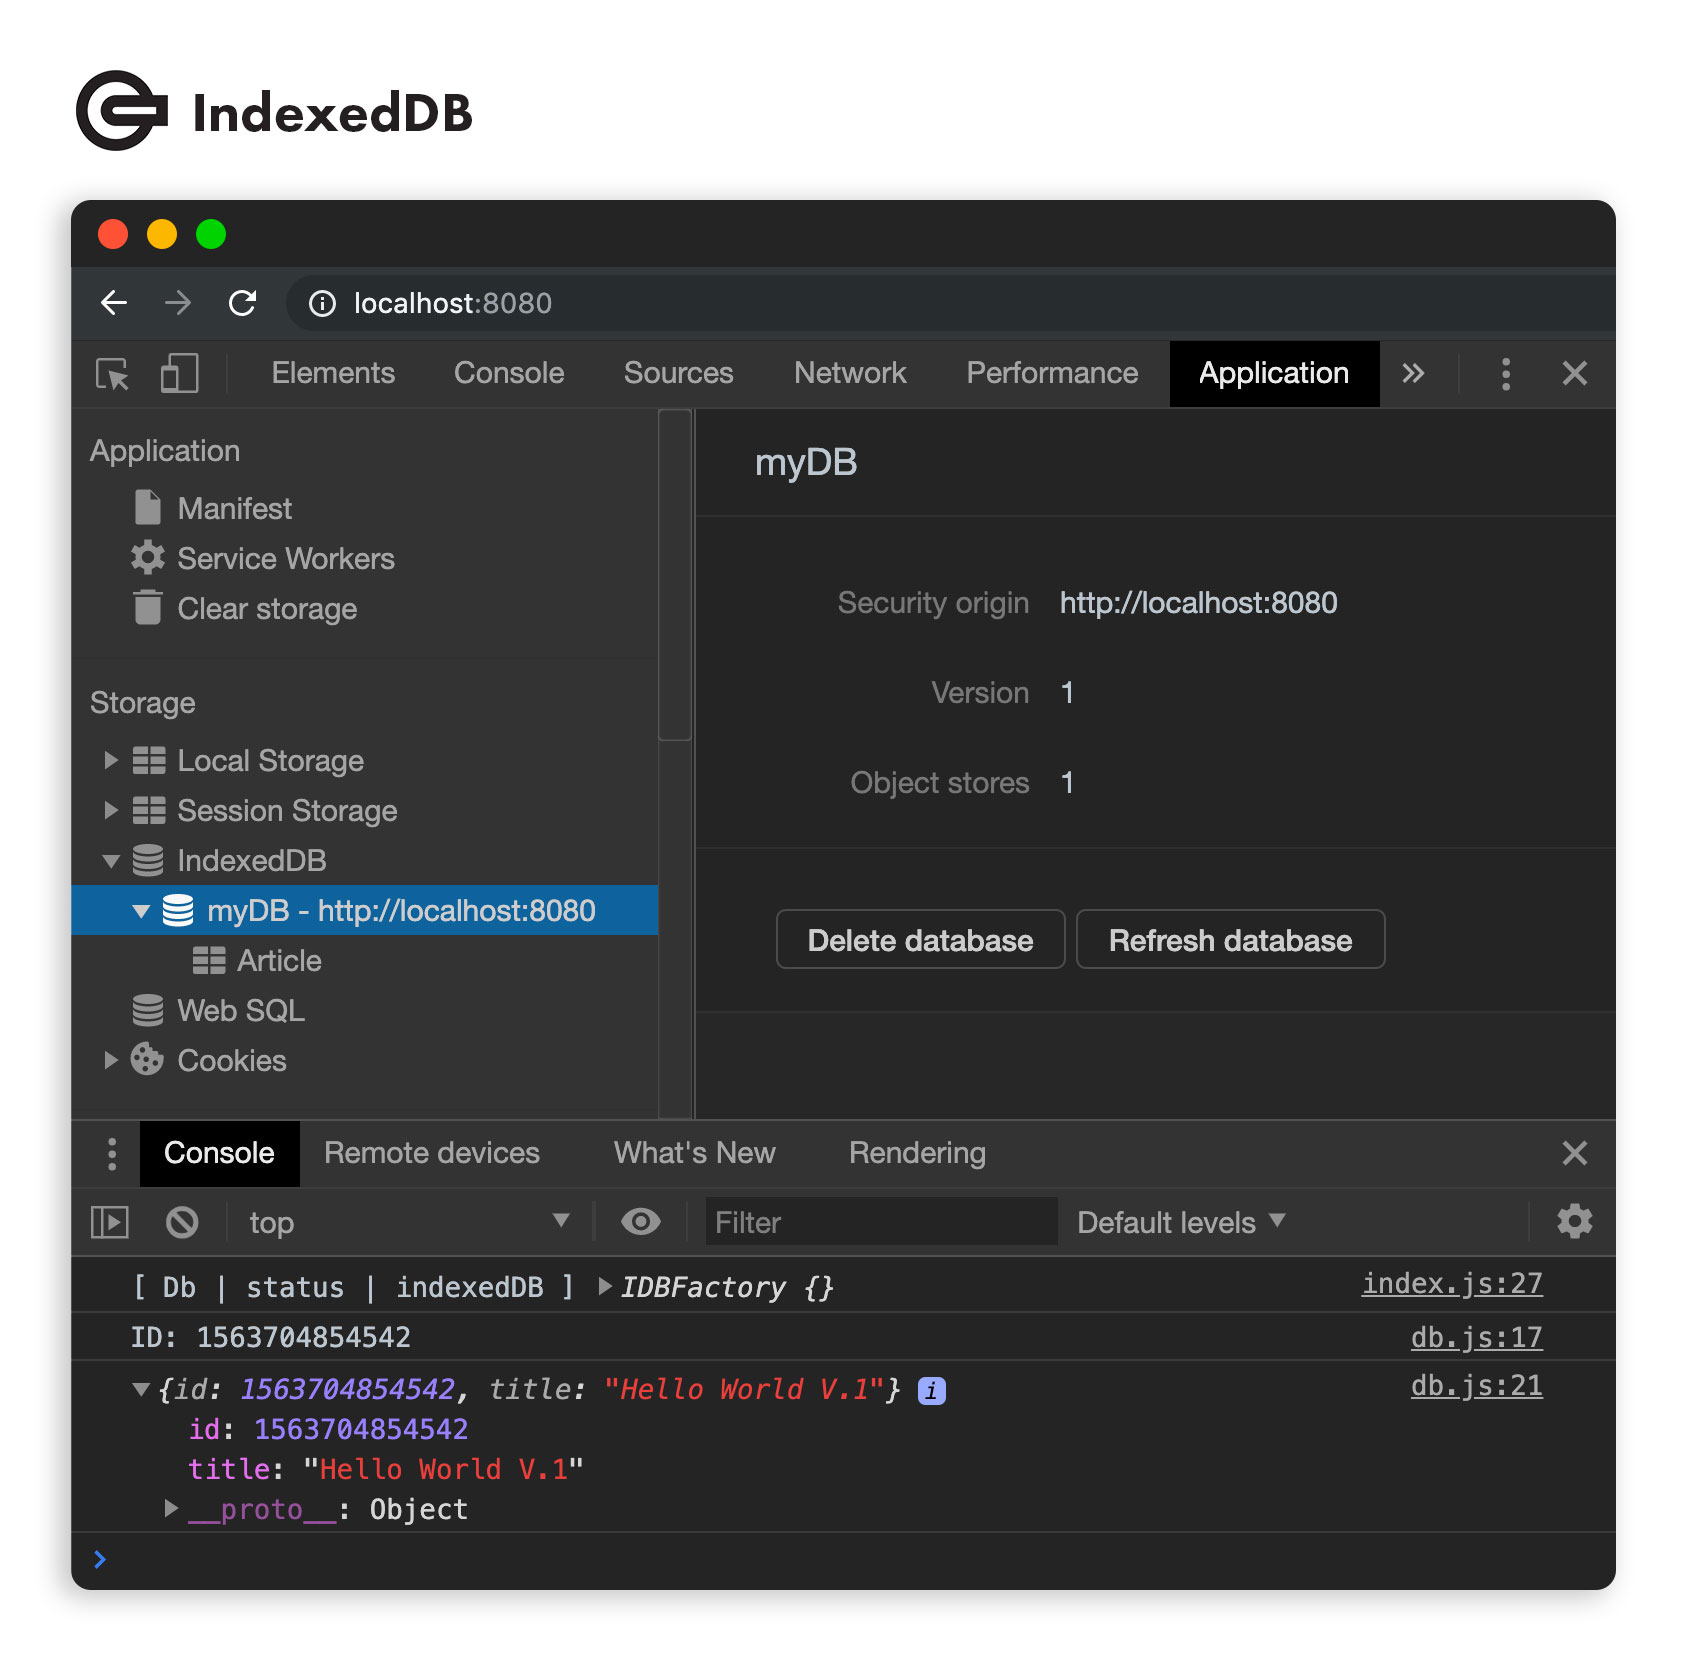 IndexedDB
localhost:8080
Elements Console Sources Network Performance Application
Application
Manifest
Service Workers
Clear storage
Storage
Local Storage
Session Storage
IndexedDB
myDB - http://localhost:8080
Article
Web SQL
Cookies
myDB
Security origin http://localhost:8080
Version 1
Object stores 1
Delete database Refresh database
Console Remote devices What's New Rendering
top Filter Default levels
[ Db | status | indexedDB ] IDBFactory {} index.js:27
ID: 1563704854542 db.js:17
{id: 1563704854542, title: "Hello World V.1"} i db.js:21
id: 1563704854542
title: "Hello World V.1"
__proto__: Object